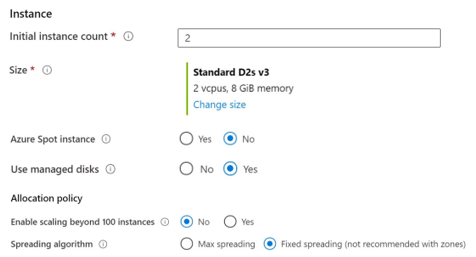 Instance
Initial instance count *
2
Size *
Standard D2s v3
2 vcpus, 8 GiB memory
Change size
Azure Spot instance Yes No
Use managed disks No Yes
Allocation policy
Enable scaling beyond 100 instances No Yes
Spreading algorithm Max spreading Fixed spreading (not recommended with zones)